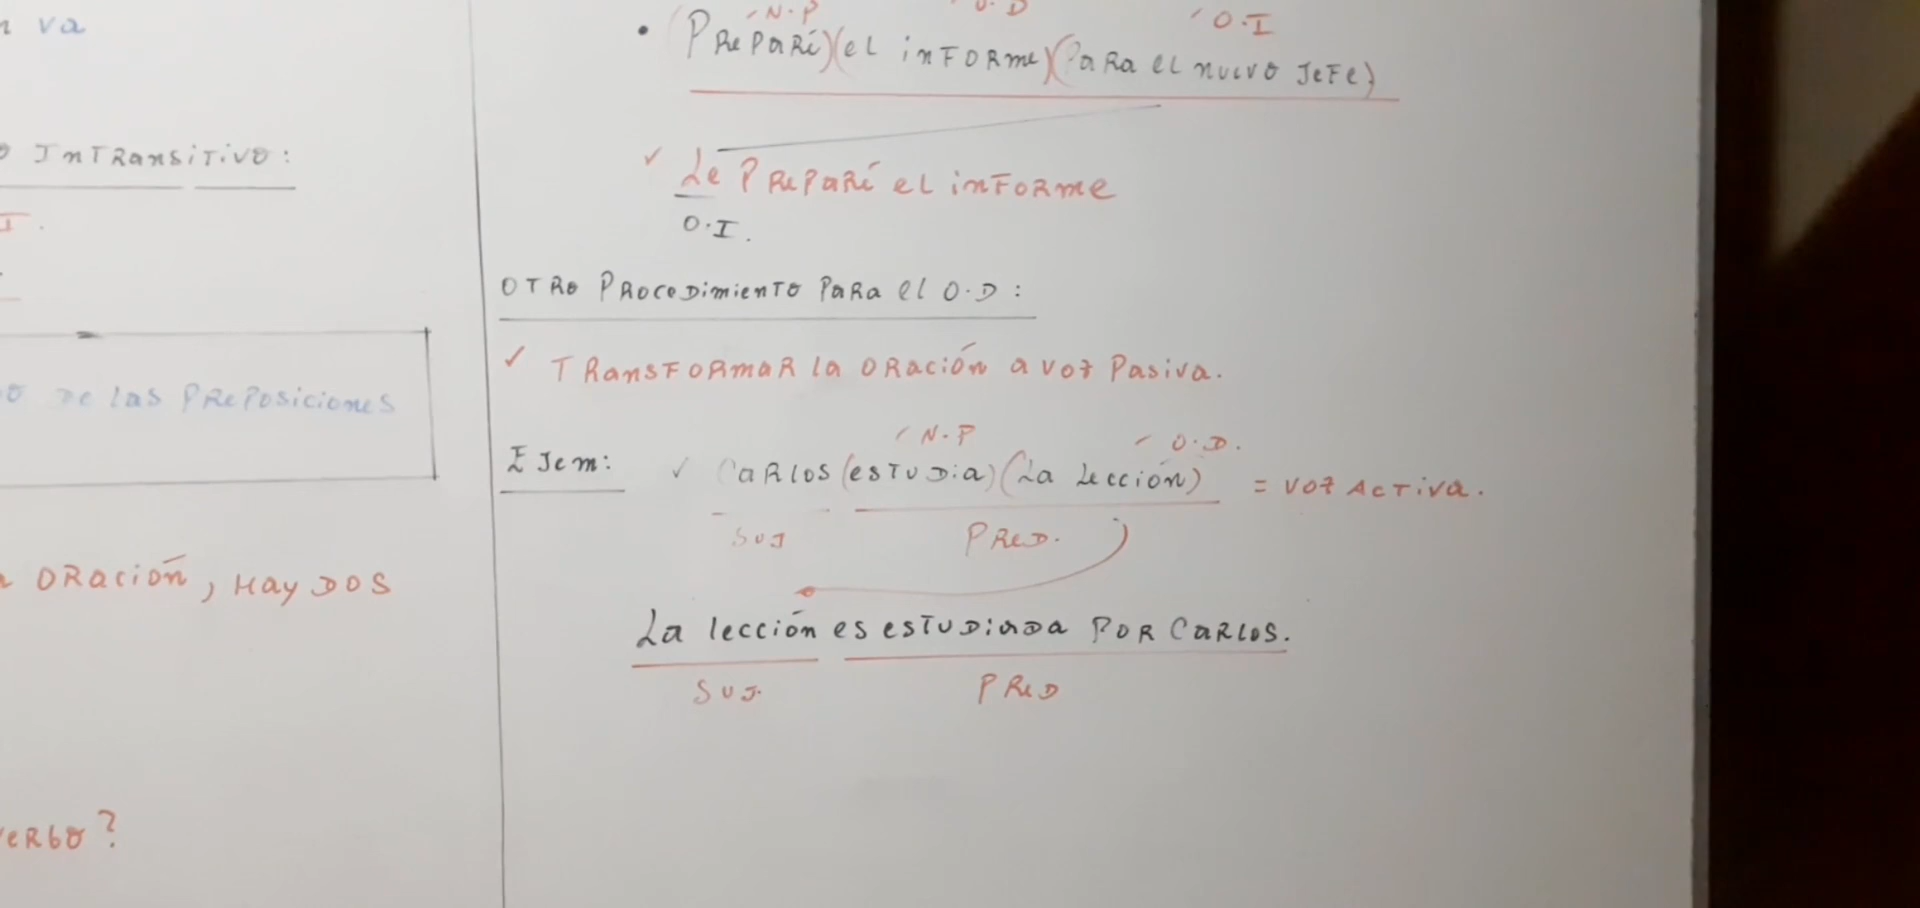 va
INTRANSITIVO:
I.
DE LAS PREPOSICIONES
ORACIÓN, HAY DOS
VERBO?
N.P O.D O.I
• (PREPARÉ)(EL INFORME)(PARA EL NUEVO JEFE)
✓ LE PREPARÉ EL INFORME
O.I.
OTRO PROCEDIMIENTO PARA EL O.D:
✓ TRANSFORMAR LA ORACIÓN A VOZ PASIVA.
N.P O.D.
EJEM: ✓ CARLOS (ESTUDIA) (LA LECCIÓN) = VOZ ACTIVA.
SUJ PRED.
LA LECCIÓN ES ESTUDIADA POR CARLOS.
SUJ. PRED